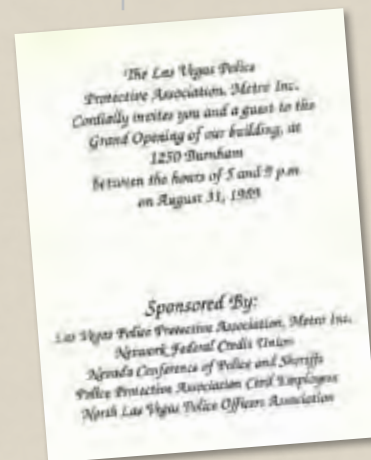 The Las Vegas Police
Protective Association, Metro Inc.
Cordially invites you and a guest to the
Grand Opening of our building, at
1250 Burnham
between the hours of 5 and 9 p.m
on August 31, 1989
Sponsored By:
Las Vegas Police Protective Association, Metro Inc.
Network Federal Credit Union
Nevada Conference of Police and Sheriffs
Police Protective Association Civil Employees
North Las Vegas Police Officers Association